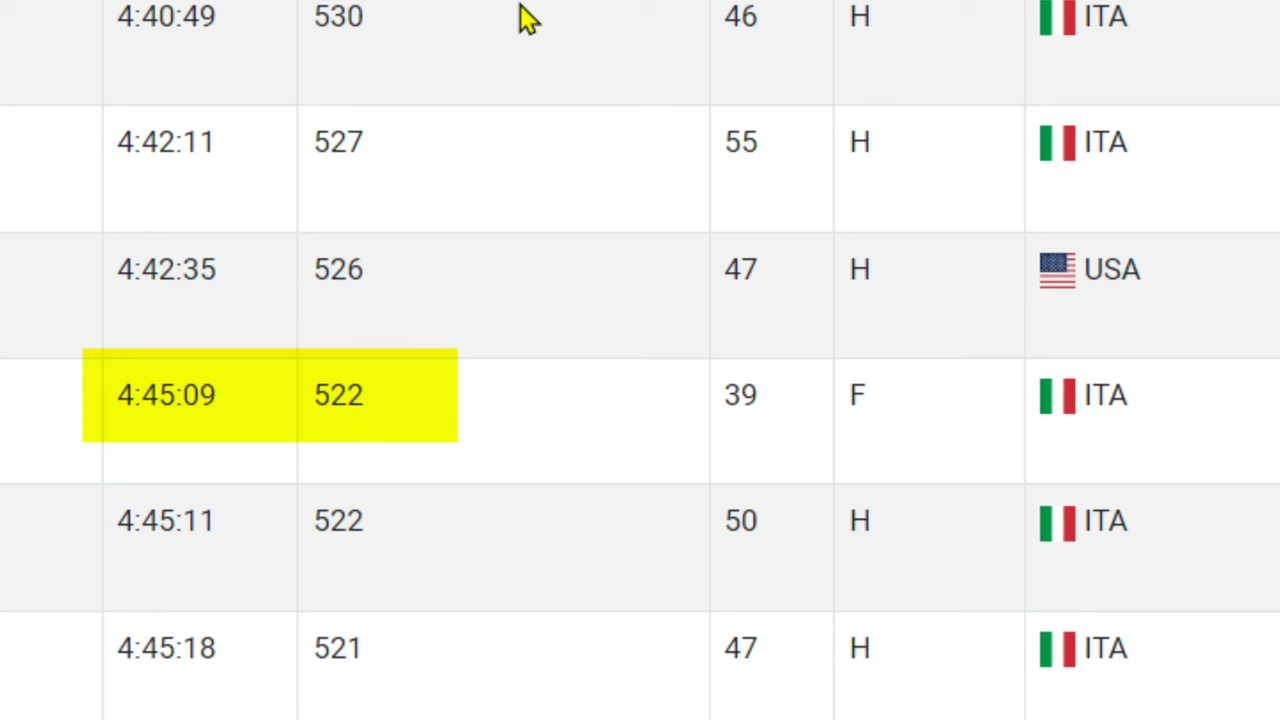 4:40:49 530 46 H ITA
4:42:11 527 55 H ITA
4:42:35 526 47 H USA
4:45:09 522 39 F ITA
4:45:11 522 50 H ITA
4:45:18 521 47 H ITA